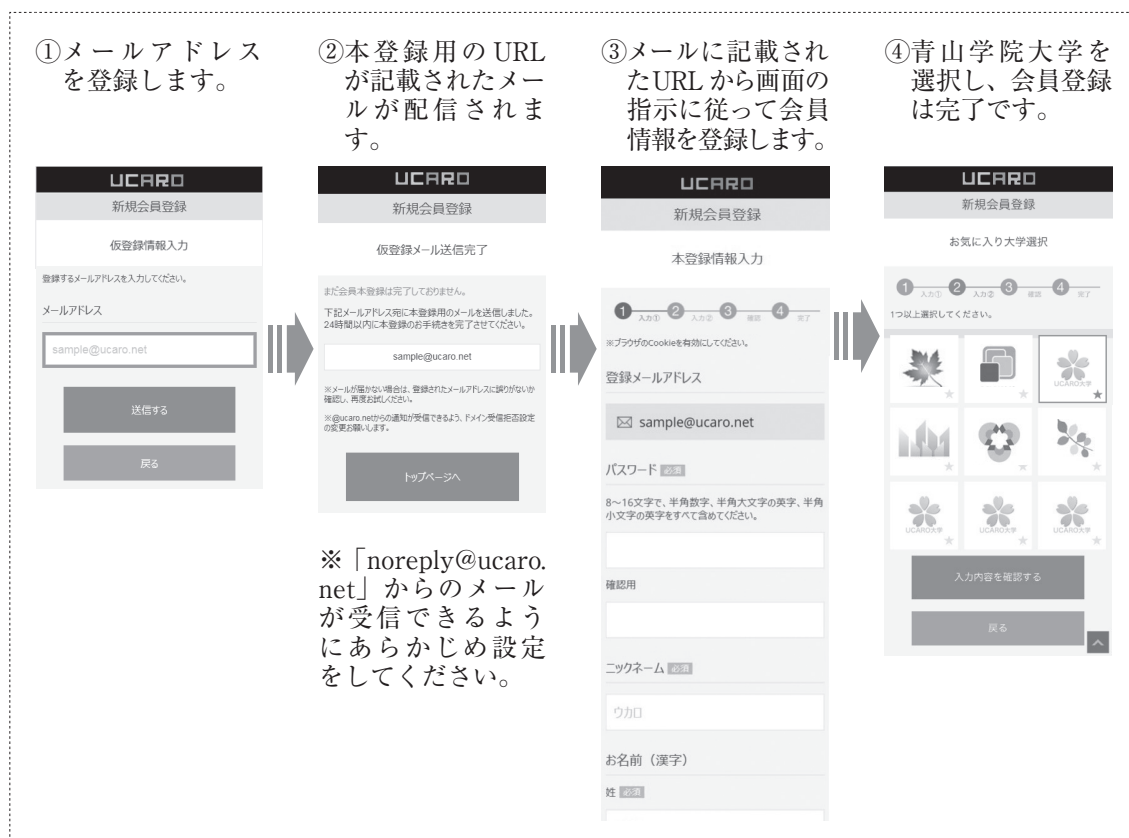 ①メールアドレス
を登録します。
UCARO
新規会員登録
仮登録情報入力
登録するメールアドレスを入力してください。
メールアドレス
sample@ucaro.net
送信する
戻る
②本登録用のURL
が記載されたメー
ルが配信されま
す。
UCARO
新規会員登録
仮登録メール送信完了
まだ会員本登録は完了しておりません。
下記メールアドレス宛に本登録用のメールを送信しました。
24時間以内に本登録のお手続きを完了させてください。
sample@ucaro.net
※メールが届かない場合は、登録されたメールアドレスに誤りがないか
確認し、再度お試しください。
※@ucaro.netからの通知が受信できるよう、ドメイン受信拒否設定
の変更お願いします。
トップページへ
※「noreply@ucaro.
net」からのメール
が受信できるよう
にあらかじめ設定
をしてください。
③メールに記載され
たURLから画面の
指示に従って会員
情報を登録します。
UCARO
新規会員登録
本登録情報入力
1 入力① 2 入力② 3 確認 4 完了
※ブラウザのCookieを有効にしてください。
登録メールアドレス
sample@ucaro.net
パスワード 必須
8～16文字で、半角数字、半角大文字の英字、半角
小文字の英字をすべて含めてください。
確認用
ニックネーム 必須
ウカロ
お名前（漢字）
姓 必須
④青山学院大学を
選択し、会員登録
は完了です。
UCARO
新規会員登録
お気に入り大学選択
1 入力① 2 入力② 3 確認 4 完了
1つ以上選択してください。
UCARO大学
UCARO大学
UCARO大学
UCARO大学
入力内容を確認する
戻る